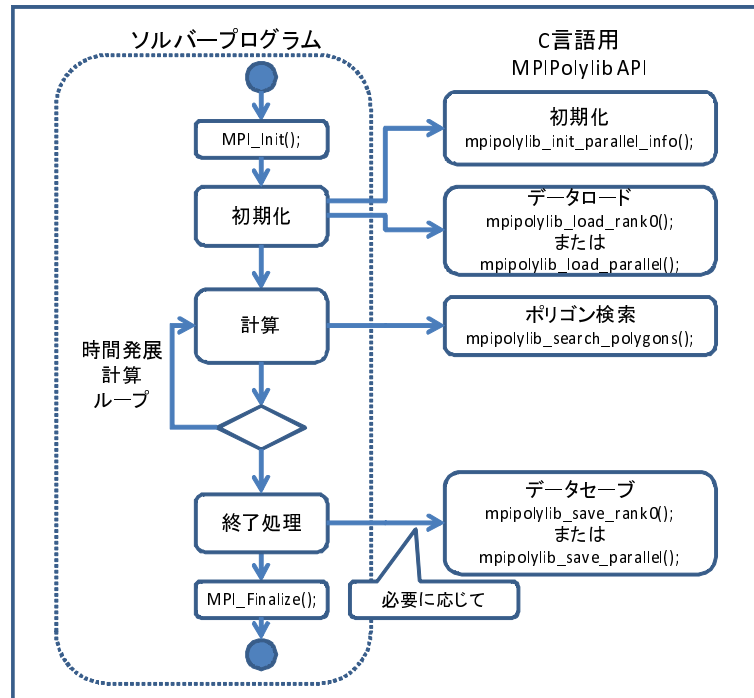 ソルバープログラム
C言語用
MPIPolylib API
MPI_Init();
初期化
mpipolylib_init_parallel_info();
初期化
データロード
mpipolylib_load_rank0();
または
mpipolylib_load_parallel();
計算
ポリゴン検索
mpipolylib_search_polygons();
時間発展
計算
ループ
終了処理
データセーブ
mpipolylib_save_rank0();
または
mpipolylib_save_parallel();
MPI_Finalize();
必要に応じて